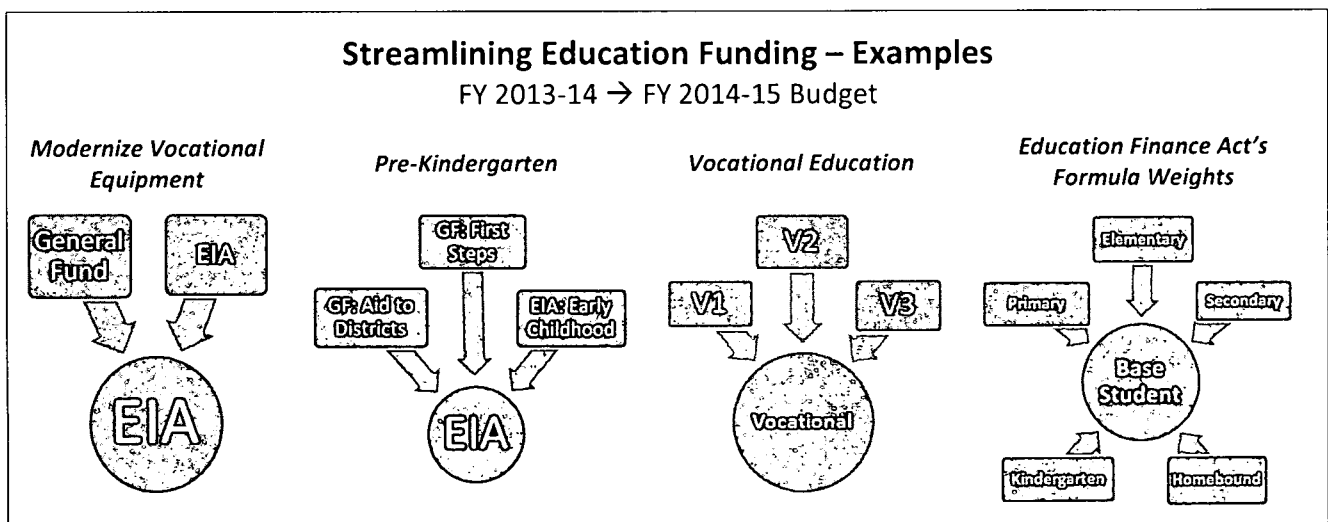 Streamlining Education Funding – Examples
FY 2013-14 → FY 2014-15 Budget
Modernize Vocational
Equipment
General
Fund
EIA
EIA
Pre-Kindergarten
GF: First
Steps
GF: Aid to
Districts
EIA: Early
Childhood
EIA
Vocational Education
V2
V1
V3
Vocational
Education Finance Act's
Formula Weights
Elementary
Primary
Secondary
Base
Student
Kindergarten
Homebound